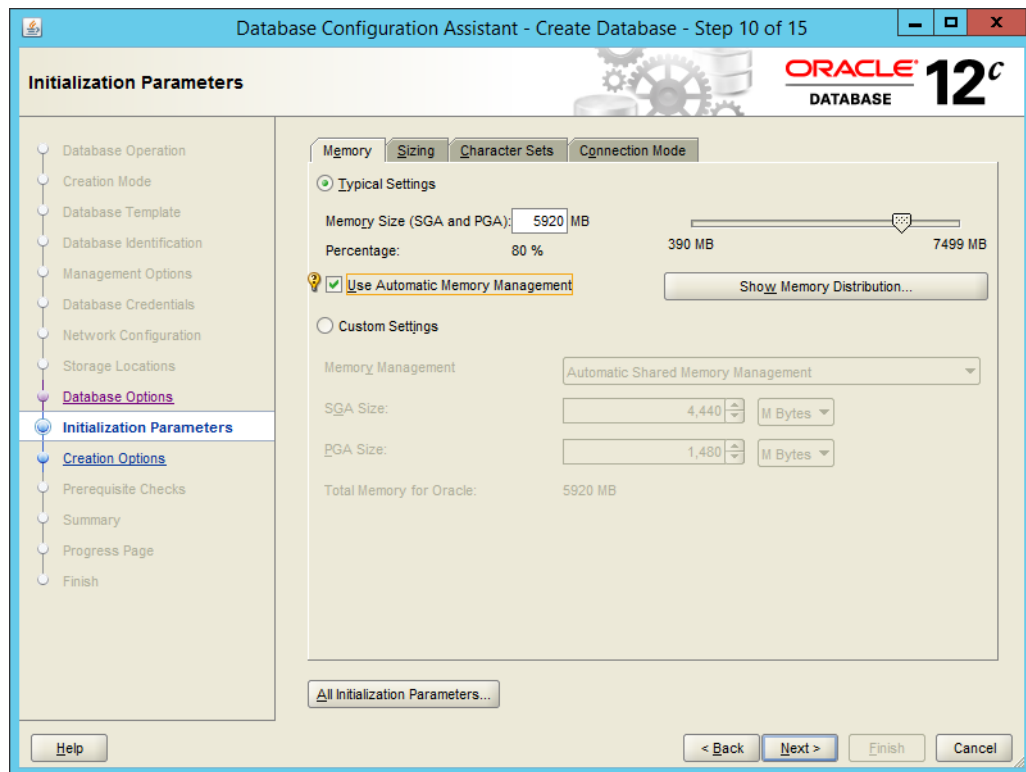 Database Configuration Assistant - Create Database - Step 10 of 15
Initialization Parameters
ORACLE
DATABASE
12c
Database Operation
Creation Mode
Database Template
Database Identification
Management Options
Database Credentials
Network Configuration
Storage Locations
Database Options
Initialization Parameters
Creation Options
Prerequisite Checks
Summary
Progress Page
Finish
Memory Sizing Character Sets Connection Mode
Typical Settings
Memory Size (SGA and PGA): 5920 MB
390 MB 7499 MB
Percentage: 80 %
Use Automatic Memory Management
Show Memory Distribution...
Custom Settings
Memory Management Automatic Shared Memory Management
SGA Size: 4,440 M Bytes
PGA Size: 1,480 M Bytes
Total Memory for Oracle: 5920 MB
All Initialization Parameters...
Help < Back Next > Finish Cancel